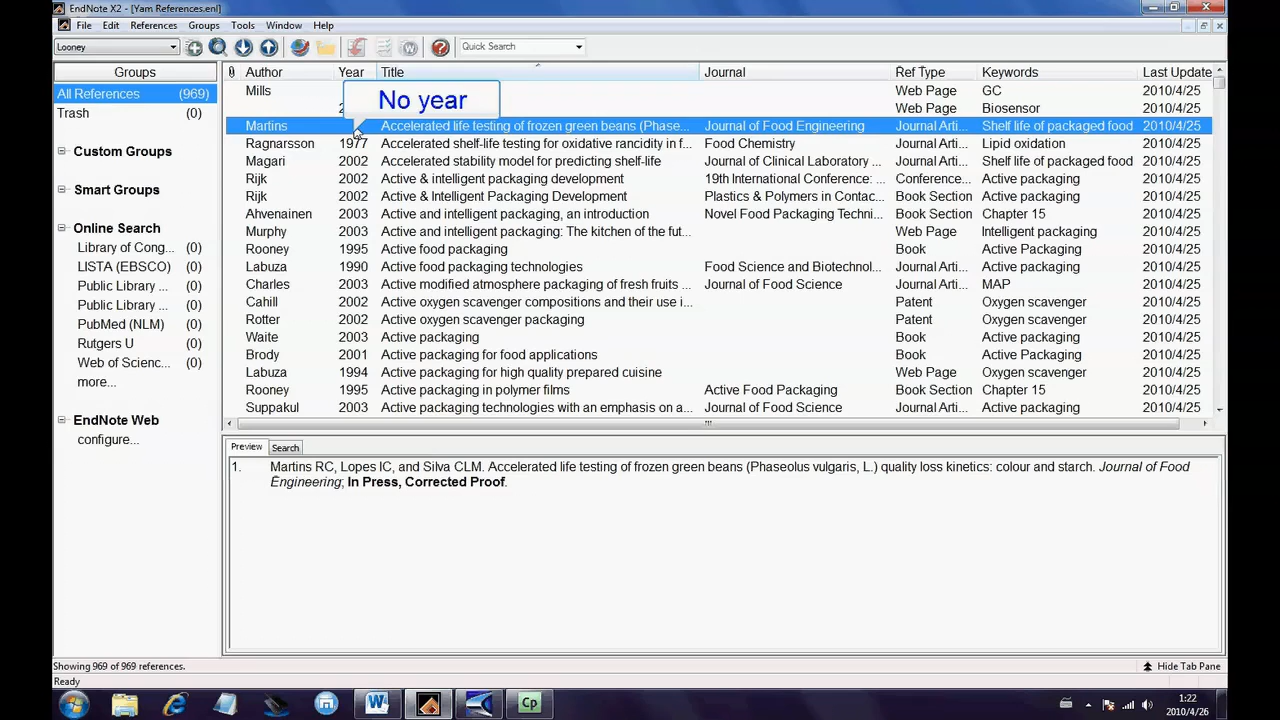 EndNote X2 - [Yam References.enl]
File Edit References Groups Tools Window Help
Looney Quick Search
Groups
All References (969)
Trash (0)
Custom Groups
Smart Groups
Online Search
Library of Cong... (0)
LISTA (EBSCO) (0)
Public Library ... (0)
Public Library ... (0)
PubMed (NLM) (0)
Rutgers U (0)
Web of Scienc... (0)
more...
EndNote Web
configure...
Author Year Title Journal Ref Type Keywords Last Update
Mills Web Page GC 2010/4/25
2 Web Page Biosensor 2010/4/25
No year
Martins Accelerated life testing of frozen green beans (Phase... Journal of Food Engineering Journal Arti... Shelf life of packaged food 2010/4/25
Ragnarsson 1977 Accelerated shelf-life testing for oxidative rancidity in f... Food Chemistry Journal Arti... Lipid oxidation 2010/4/25
Magari 2002 Accelerated stability model for predicting shelf-life Journal of Clinical Laboratory ... Journal Arti... Shelf life of packaged food 2010/4/25
Rijk 2002 Active & intelligent packaging development 19th International Conference: ... Conference... Active packaging 2010/4/25
Rijk 2002 Active & Intelligent Packaging Development Plastics & Polymers in Contac... Book Section Active packaging 2010/4/25
Ahvenainen 2003 Active and intelligent packaging, an introduction Novel Food Packaging Techni... Book Section Chapter 15 2010/4/25
Murphy 2003 Active and intelligent packaging: The kitchen of the fut... Web Page Intelligent packaging 2010/4/25
Rooney 1995 Active food packaging Book Active Packaging 2010/4/25
Labuza 1990 Active food packaging technologies Food Science and Biotechnol... Journal Arti... Active packaging 2010/4/25
Charles 2003 Active modified atmosphere packaging of fresh fruits ... Journal of Food Science Journal Arti... MAP 2010/4/25
Cahill 2002 Active oxygen scavenger compositions and their use i... Patent Oxygen scavenger 2010/4/25
Rotter 2002 Active oxygen scavenger packaging Patent Oxygen scavenger 2010/4/25
Waite 2003 Active packaging Book Active packaging 2010/4/25
Brody 2001 Active packaging for food applications Book Active Packaging 2010/4/25
Labuza 1994 Active packaging for high quality prepared cuisine Web Page Oxygen scavenger 2010/4/25
Rooney 1995 Active packaging in polymer films Active Food Packaging Book Section Chapter 15 2010/4/25
Suppakul 2003 Active packaging technologies with an emphasis on a... Journal of Food Science Journal Arti... Active packaging 2010/4/25
Preview Search
1. Martins RC, Lopes IC, and Silva CLM. Accelerated life testing of frozen green beans (Phaseolus vulgaris, L.) quality loss kinetics: colour and starch. Journal of Food
Engineering; In Press, Corrected Proof.
Showing 969 of 969 references. Hide Tab Pane
Ready
W Cp
1:22
2010/4/26